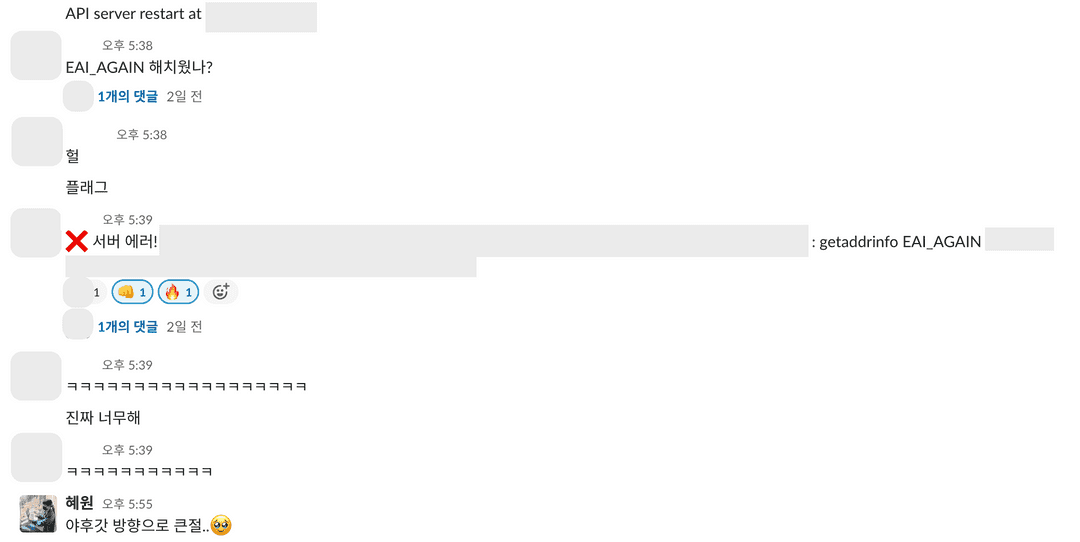 API server restart at
오후 5:38
EAI_AGAIN 해치웠나?
1개의 댓글 2일 전
오후 5:38
헐
플래그
오후 5:39
❌ 서버 에러! : getaddrinfo EAI_AGAIN
1 👊 1 🔥 1
1개의 댓글 2일 전
오후 5:39
ㅋㅋㅋㅋㅋㅋㅋㅋㅋㅋㅋㅋㅋㅋㅋㅋㅋㅋ
진짜 너무해
오후 5:39
ㅋㅋㅋㅋㅋㅋㅋㅋㅋㅋㅋ
혜원 오후 5:55
야후갓 방향으로 큰절..🥹